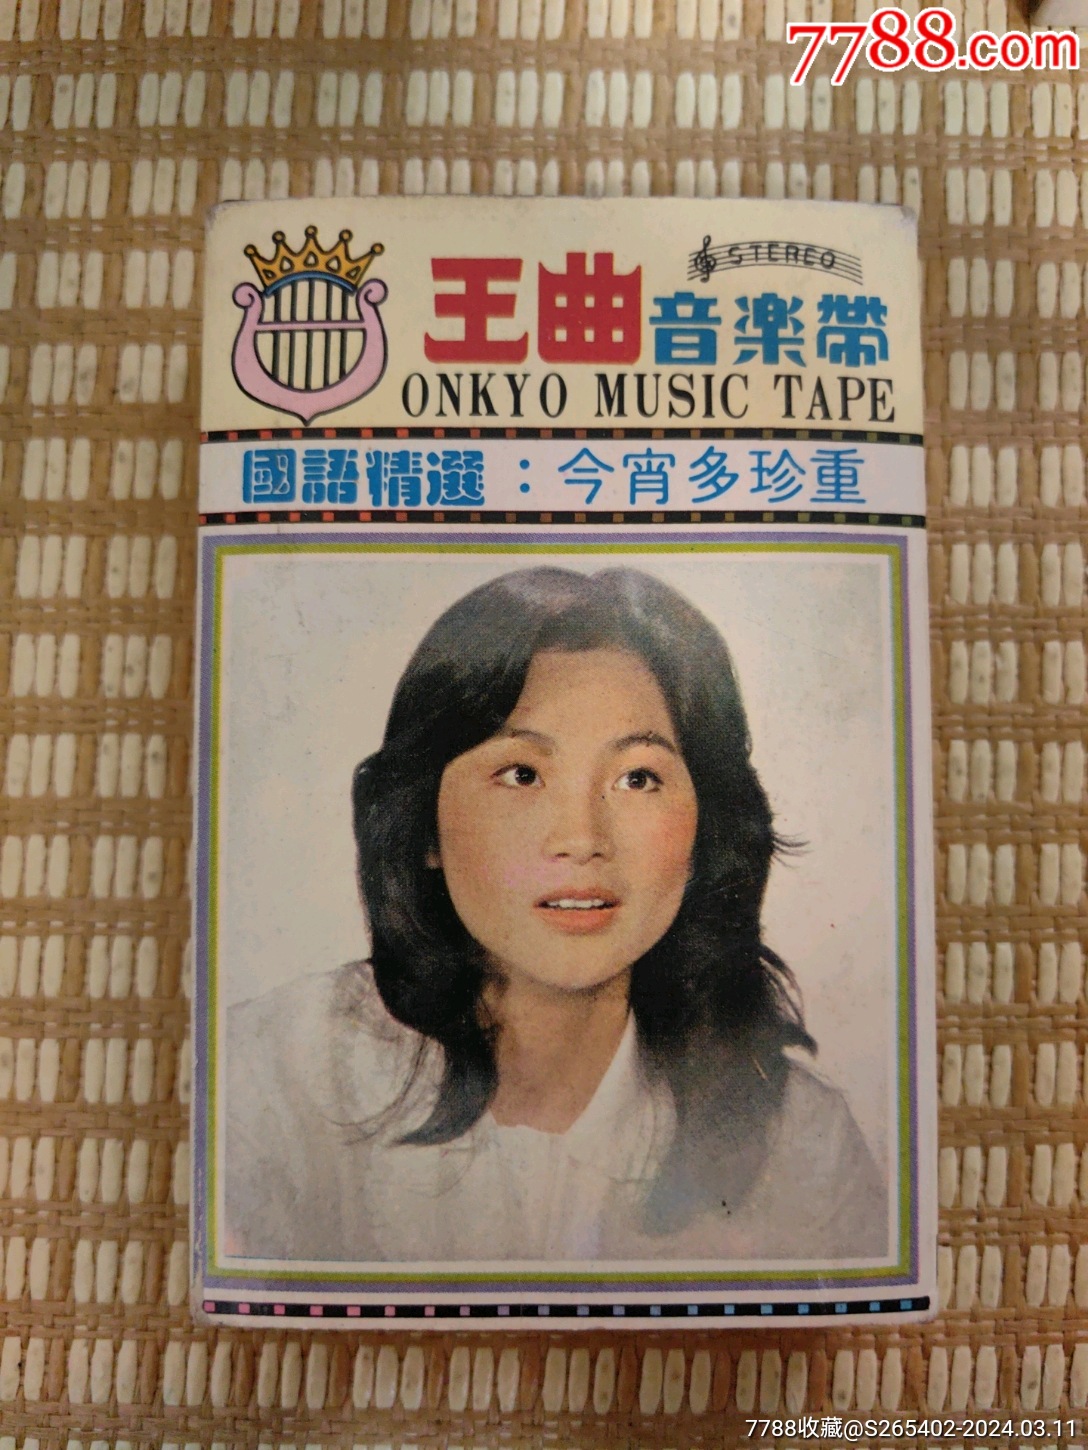 7788.com
STEREO
王曲音楽帶
ONKYO MUSIC TAPE
國語精選：今宵多珍重
7788收藏@S265402-2024.03.11